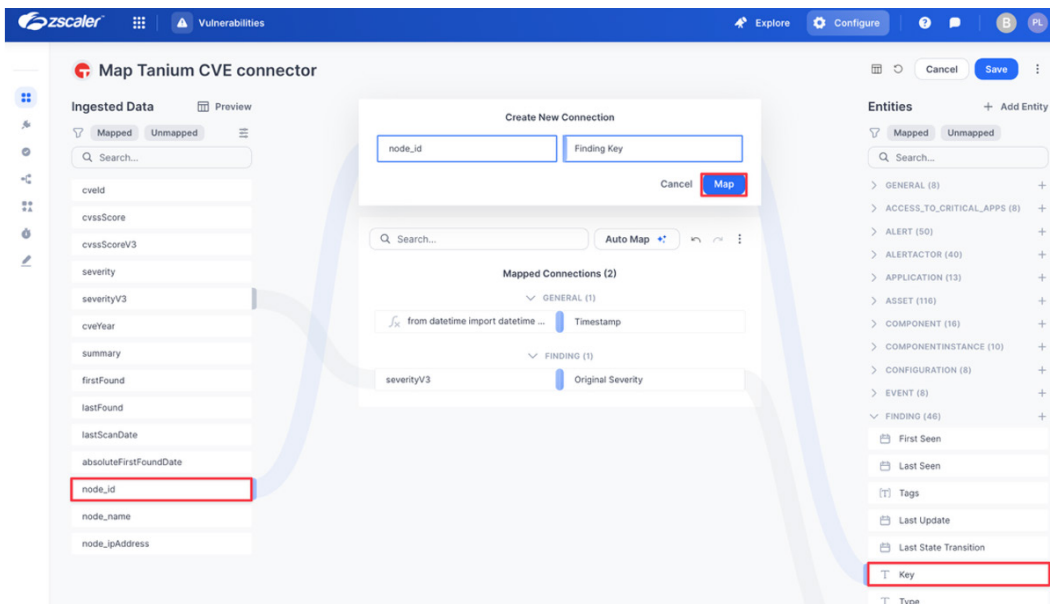 zscaler
Vulnerabilities
Explore
Configure
B
PL
Map Tanium CVE connector
Cancel
Save
Ingested Data
Preview
Mapped
Unmapped
Search...
cveId
cvssScore
cvssScoreV3
severity
severityV3
cveYear
summary
firstFound
lastFound
lastScanDate
absoluteFirstFoundDate
node_id
node_name
node_ipAddress
Create New Connection
node_id
Finding Key
Cancel
Map
Search...
Auto Map
Mapped Connections (2)
GENERAL (1)
from datetime import datetime ...
Timestamp
FINDING (1)
severityV3
Original Severity
Entities
+ Add Entity
Mapped
Unmapped
Search...
GENERAL (8)
ACCESS_TO_CRITICAL_APPS (8)
ALERT (50)
ALERTACTOR (40)
APPLICATION (13)
ASSET (116)
COMPONENT (16)
COMPONENTINSTANCE (10)
CONFIGURATION (8)
EVENT (8)
FINDING (46)
First Seen
Last Seen
[T] Tags
Last Update
Last State Transition
T Key
T Type